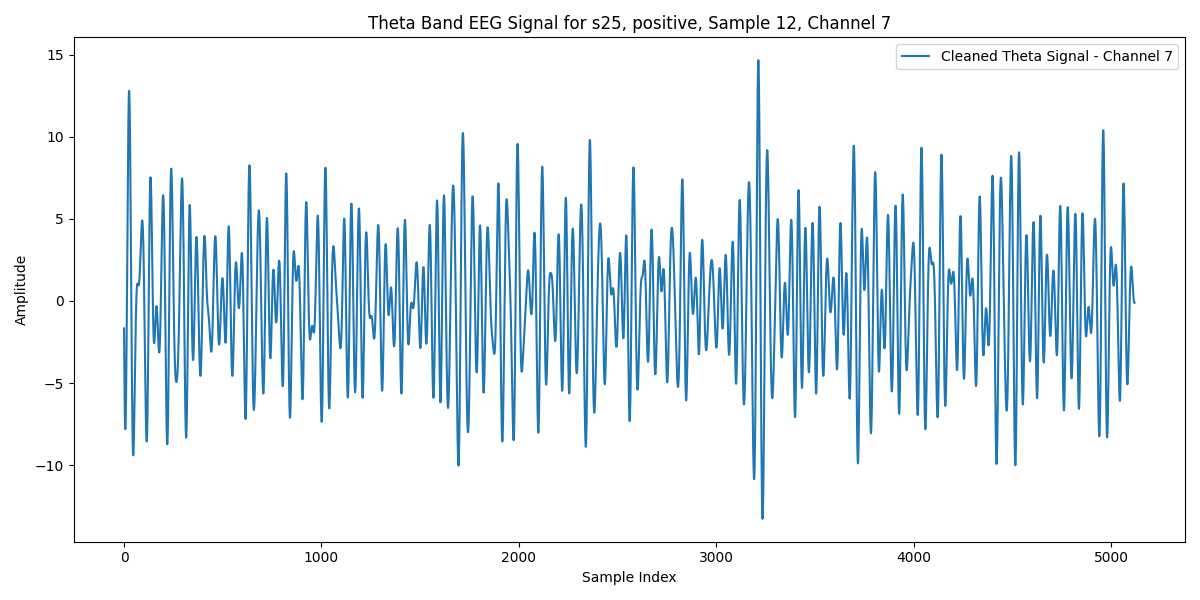 Theta Band EEG Signal for s25, positive, Sample 12, Channel 7
Cleaned Theta Signal - Channel 7
15
10
5
0
−5
−10
Amplitude
0 1000 2000 3000 4000 5000
Sample Index